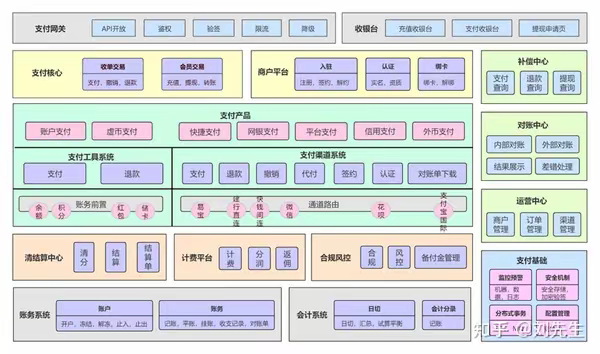 支付网关
API开放
鉴权
验签
限流
降级
收银台
充值收银台
支付收银台
提现申请页
支付核心
收单交易
支付、撤销、退款
会员交易
充值、提现、转账
商户平台
入驻
注册、签约、解约
认证
实名、资质
绑卡
绑卡、解绑
补偿中心
支付
查询
退款
查询
提现
查询
支付产品
账户支付
虚币支付
快捷支付
网银支付
平台支付
信用支付
外币支付
对账中心
内部对账
外部对账
结果展示
差错处理
支付工具系统
支付
退款
支付渠道系统
支付
退款
撤销
代付
签约
认证
对账单下载
账务前置
余额
积分
红包
储卡
通道路由
易宝
建行直连
快钱间连
微信
花呗
支付宝国际
运营中心
商户
管理
订单
管理
渠道
管理
清结算中心
清分
结算
结算单
计费平台
计费
分润
返佣
合规风控
合规
风控
备付金管理
支付基础
监控预警
机器、数
据、日志
安全机制
安全存储、
加密验签
分布式事务
配置管理
账务系统
账户
开户、冻结、解冻、止入、止出
账务
记账、平账、挂账、收支记录、对账单
会计系统
日切
日切、汇总、试算平衡
会计分录
记账
知乎 @刘先生